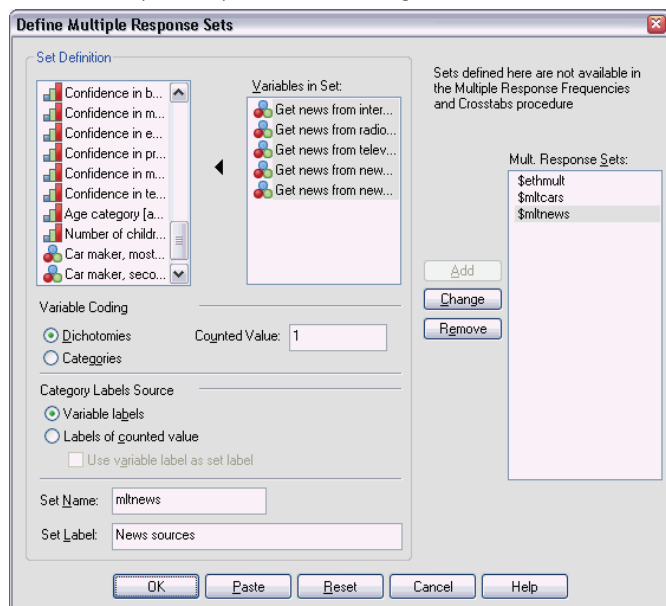 Define Multiple Response Sets
Set Definition
Confidence in b...
Confidence in m...
Confidence in e...
Confidence in pr...
Confidence in m...
Confidence in te...
Age category [a...
Number of childr...
Car maker, most...
Car maker, seco...
Variables in Set:
Get news from inter...
Get news from radio...
Get news from telev...
Get news from new...
Get news from new...
Sets defined here are not available in
the Multiple Response Frequencies
and Crosstabs procedure
Mult. Response Sets:
$ethmult
$mltcars
$mltnews
Add
Change
Remove
Variable Coding
Dichotomies
Counted Value: 1
Categories
Category Labels Source
Variable labels
Labels of counted value
Use variable label as set label
Set Name: mltnews
Set Label: News sources
OK Paste Reset Cancel Help